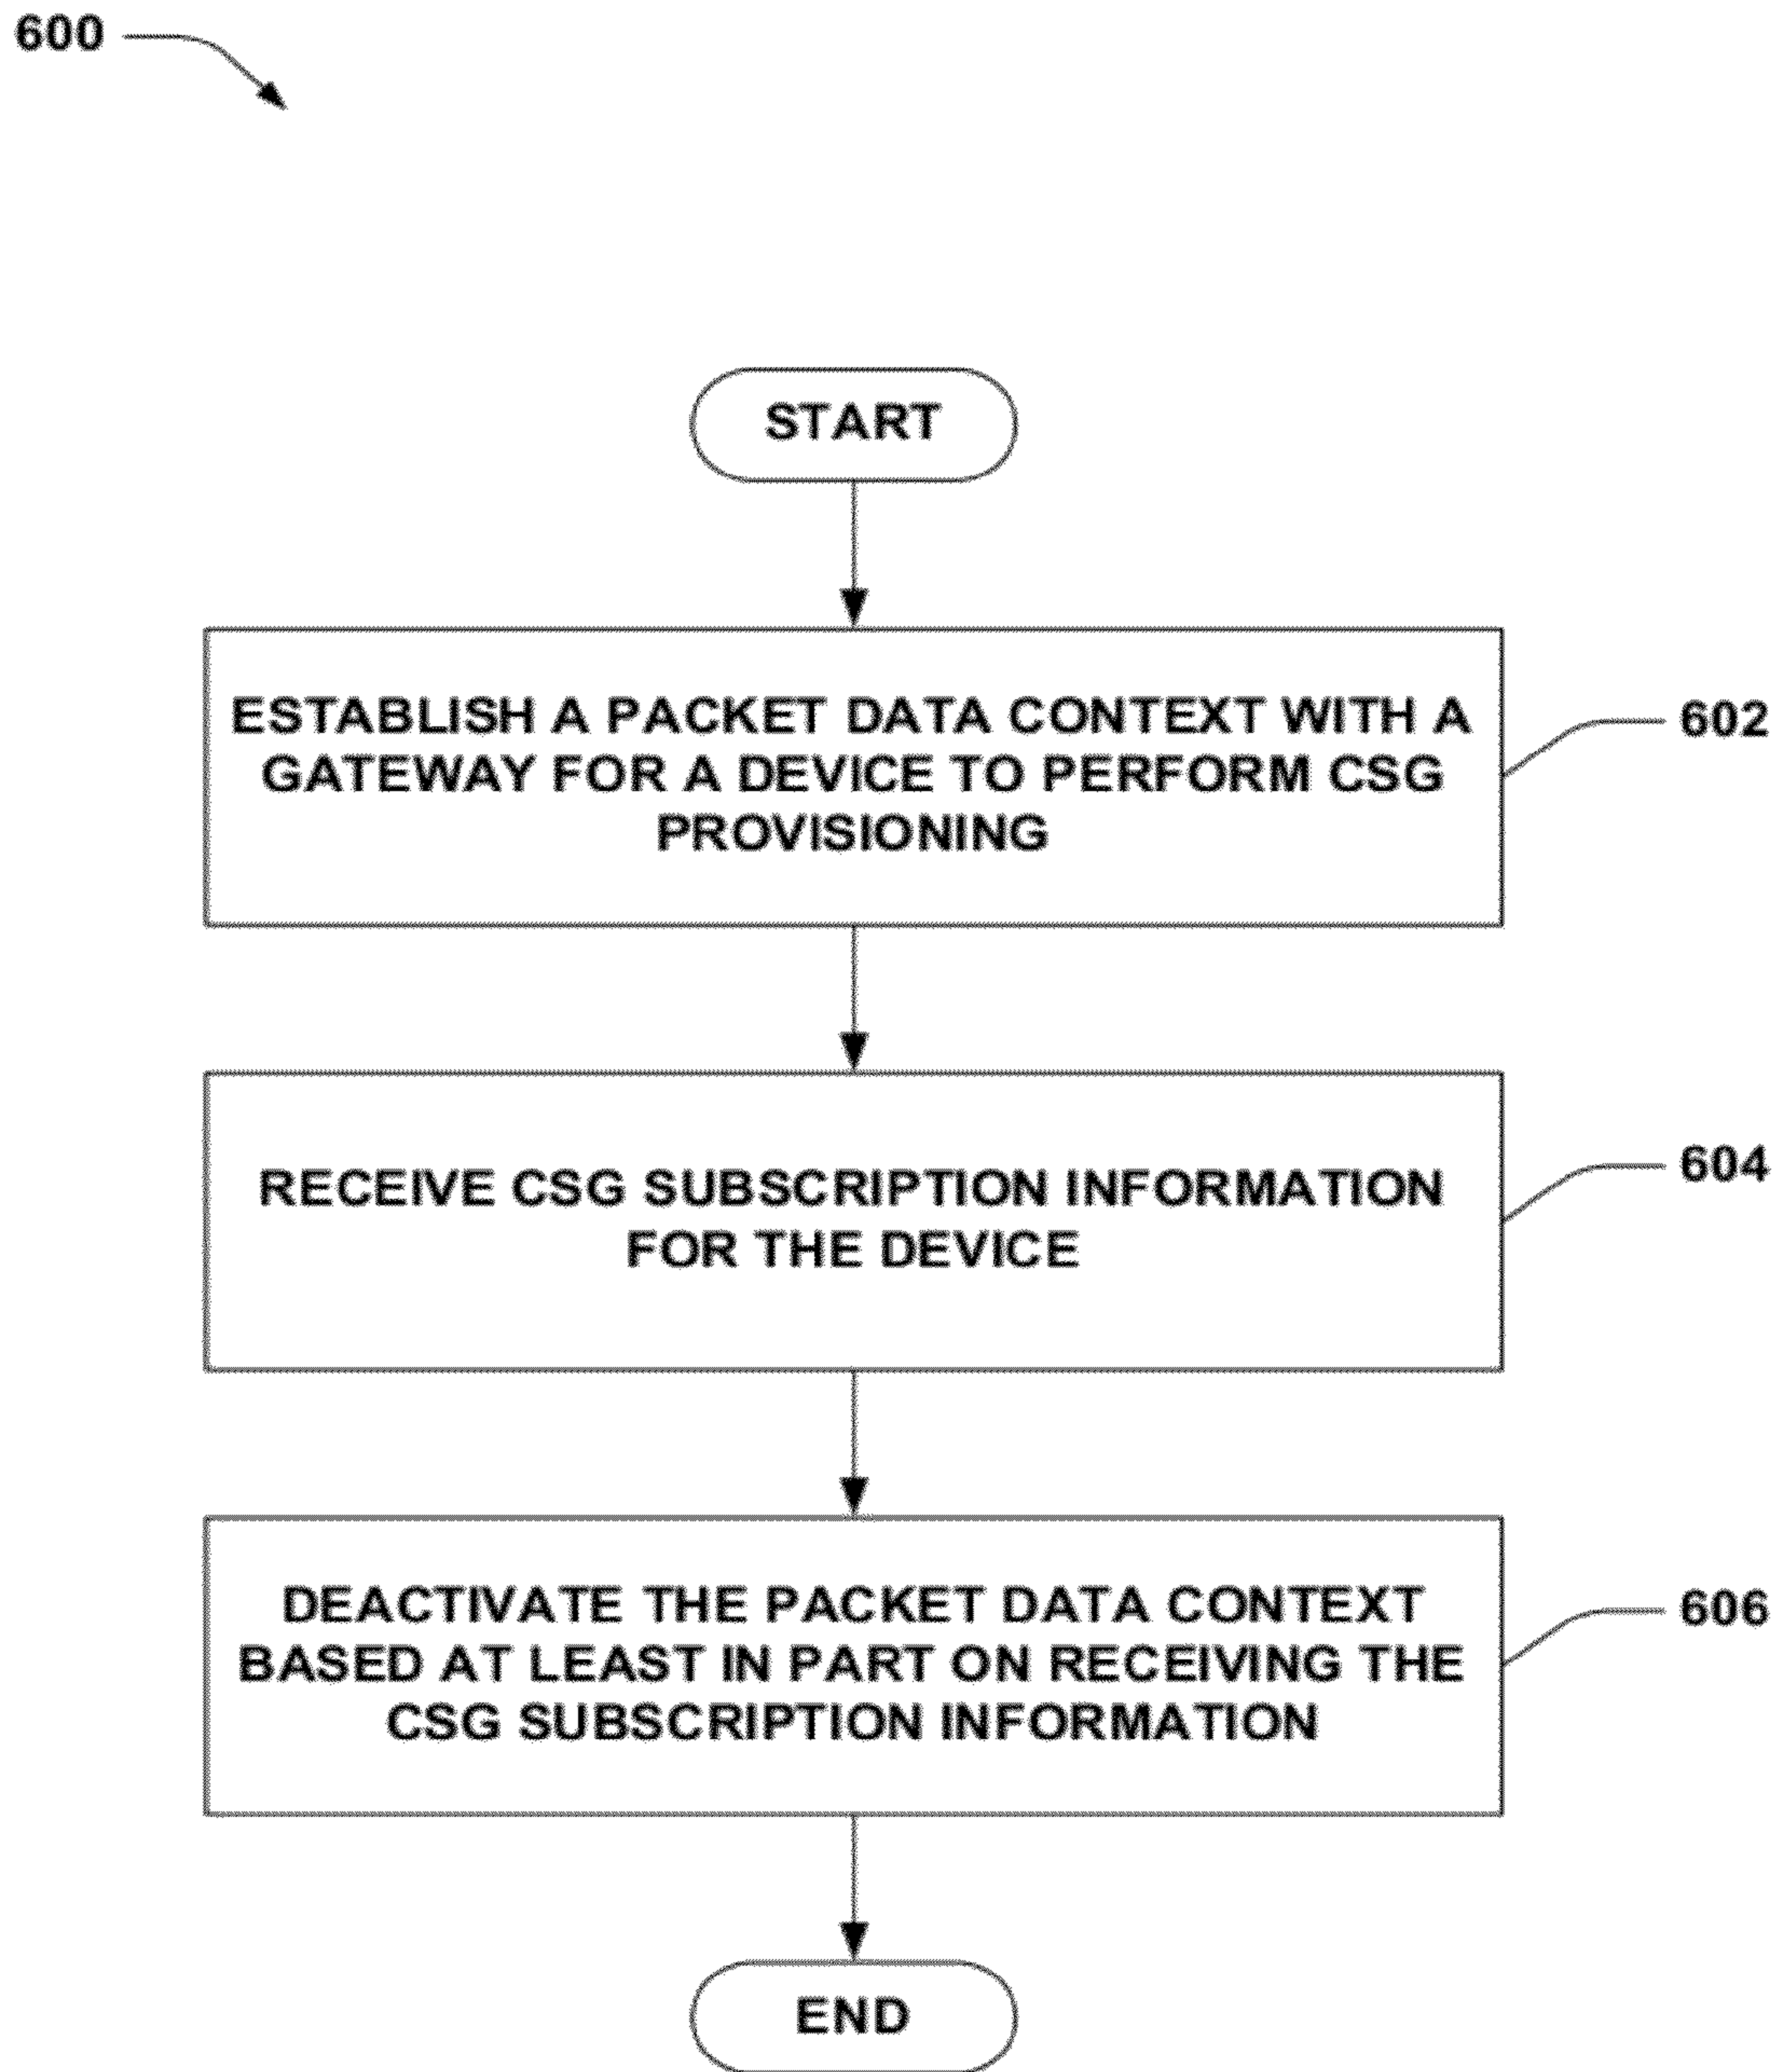 600
START
ESTABLISH A PACKET DATA CONTEXT WITH A
GATEWAY FOR A DEVICE TO PERFORM CSG
PROVISIONING
602
RECEIVE CSG SUBSCRIPTION INFORMATION
FOR THE DEVICE
604
DEACTIVATE THE PACKET DATA CONTEXT
BASED AT LEAST IN PART ON RECEIVING THE
CSG SUBSCRIPTION INFORMATION
606
END